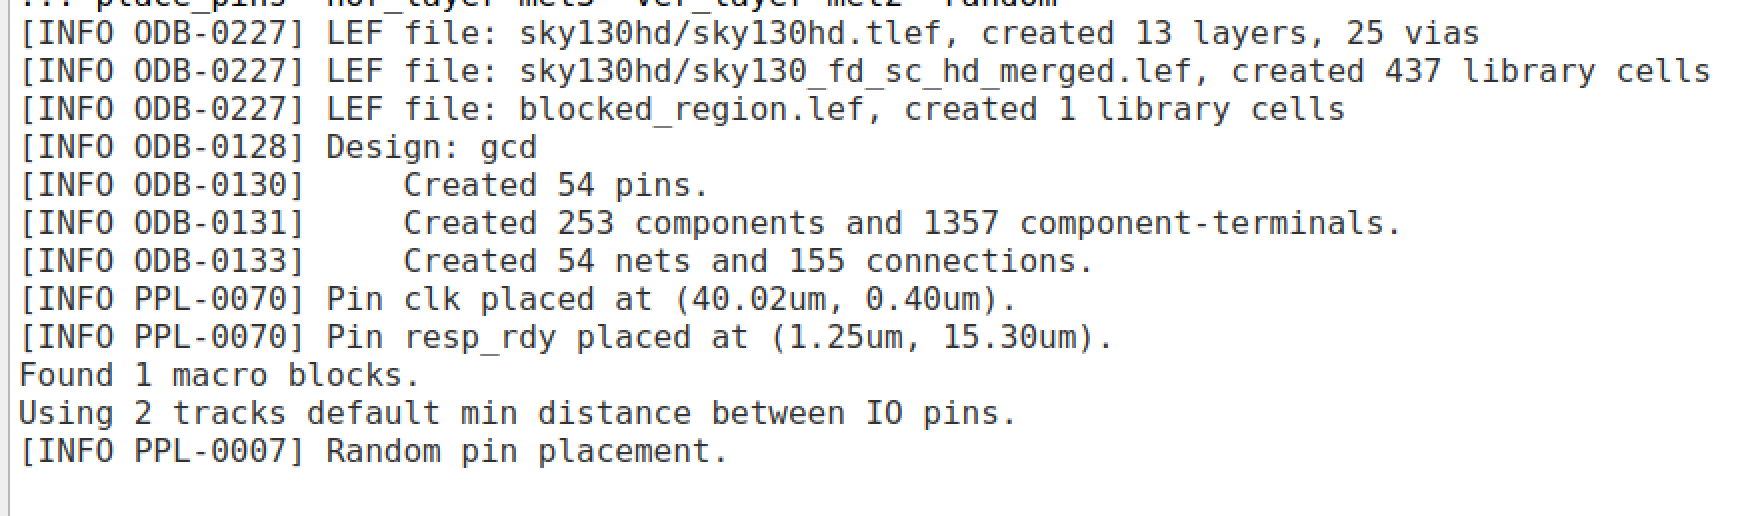 [INFO ODB-0227] LEF file: sky130hd/sky130hd.tlef, created 13 layers, 25 vias
[INFO ODB-0227] LEF file: sky130hd/sky130_fd_sc_hd_merged.lef, created 437 library cells
[INFO ODB-0227] LEF file: blocked_region.lef, created 1 library cells
[INFO ODB-0128] Design: gcd
[INFO ODB-0130]     Created 54 pins.
[INFO ODB-0131]     Created 253 components and 1357 component-terminals.
[INFO ODB-0133]     Created 54 nets and 155 connections.
[INFO PPL-0070] Pin clk placed at (40.02um, 0.40um).
[INFO PPL-0070] Pin resp_rdy placed at (1.25um, 15.30um).
Found 1 macro blocks.
Using 2 tracks default min distance between IO pins.
[INFO PPL-0007] Random pin placement.